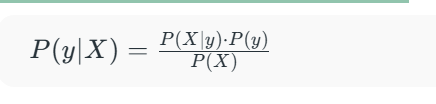 P(y|X) = P(X|y)·P(y) / P(X)